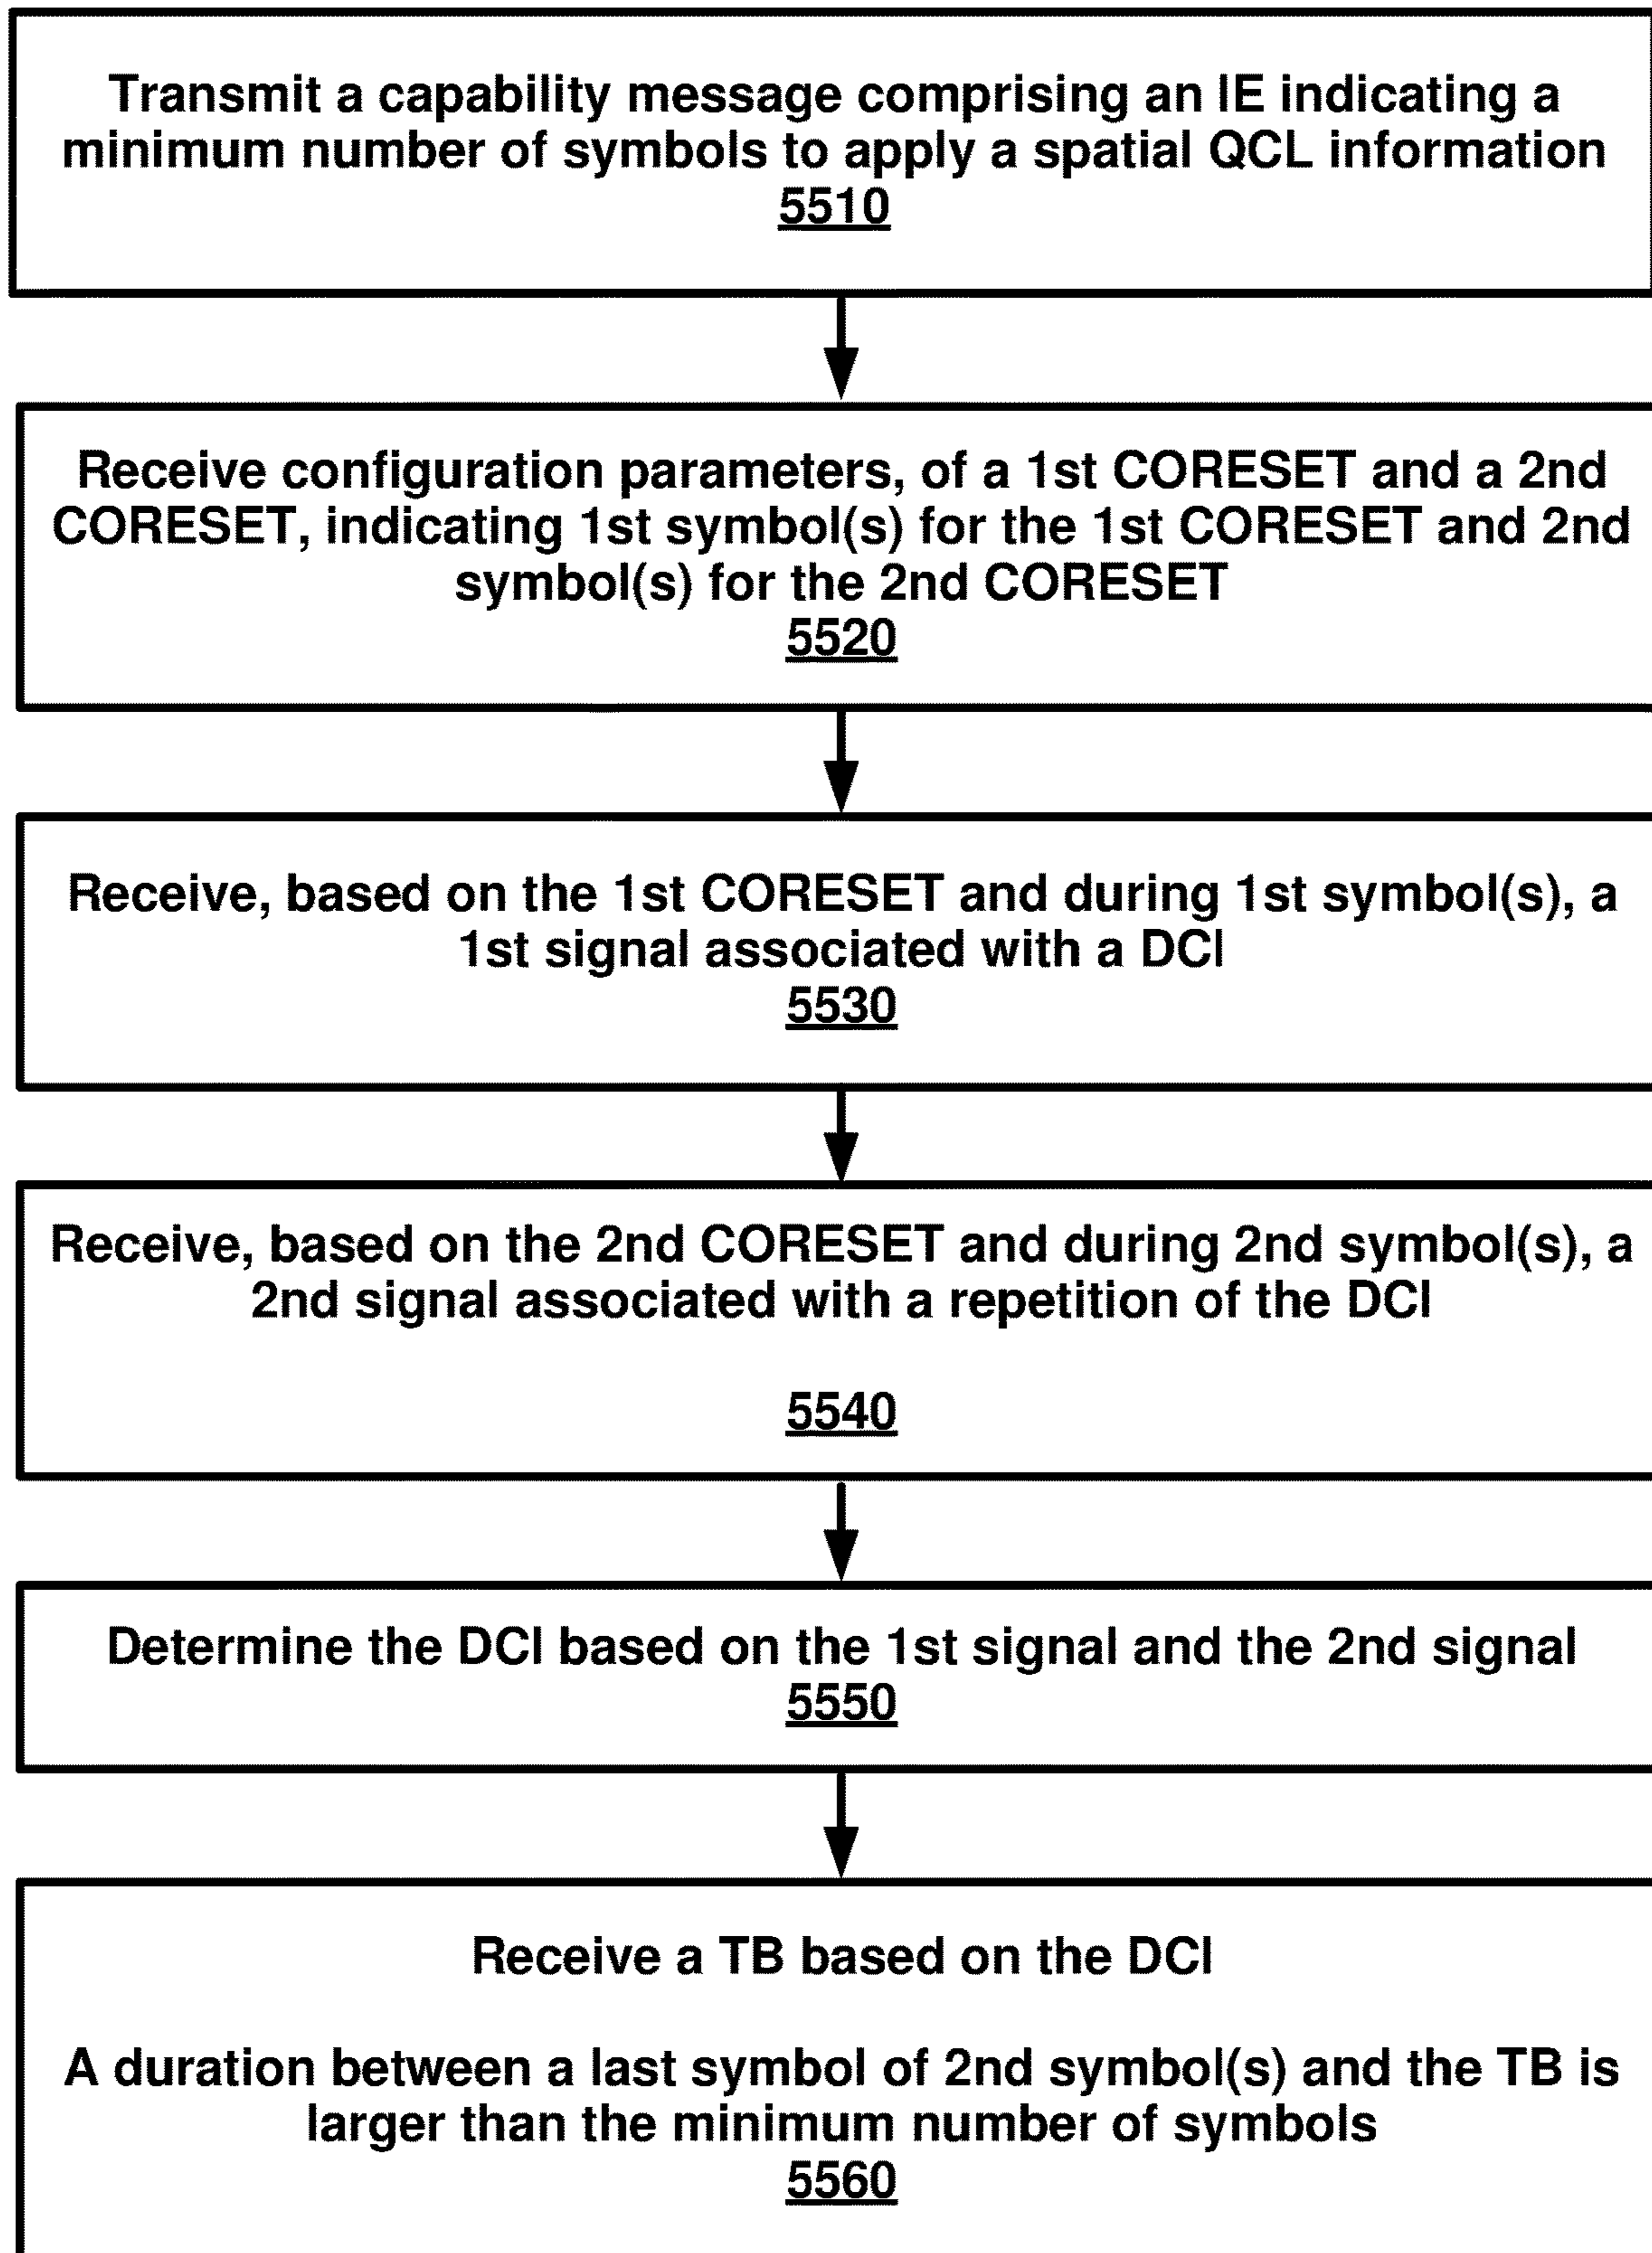 Transmit a capability message comprising an IE indicating a
minimum number of symbols to apply a spatial QCL information
5510
Receive configuration parameters, of a 1st CORESET and a 2nd
CORESET, indicating 1st symbol(s) for the 1st CORESET and 2nd
symbol(s) for the 2nd CORESET
5520
Receive, based on the 1st CORESET and during 1st symbol(s), a
1st signal associated with a DCI
5530
Receive, based on the 2nd CORESET and during 2nd symbol(s), a
2nd signal associated with a repetition of the DCI
5540
Determine the DCI based on the 1st signal and the 2nd signal
5550
Receive a TB based on the DCI
A duration between a last symbol of 2nd symbol(s) and the TB is
larger than the minimum number of symbols
5560